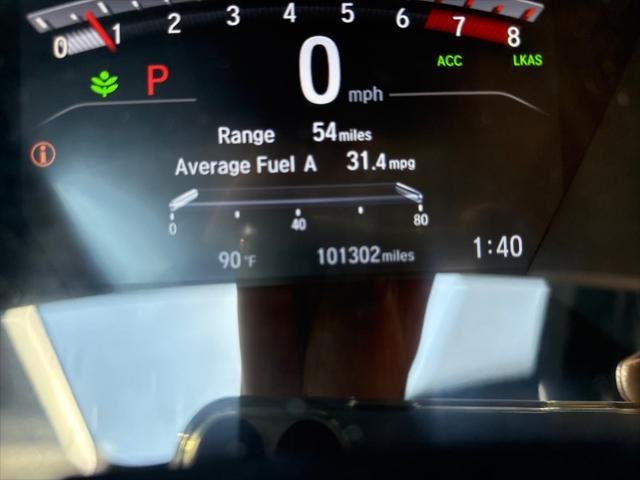 0 1 2 3 4 5 6 7 8
ACC LKAS
P 0 mph
Range 54 miles
Average Fuel A 31.4 mpg
0 40 80
90 °F 101302 miles 1:40